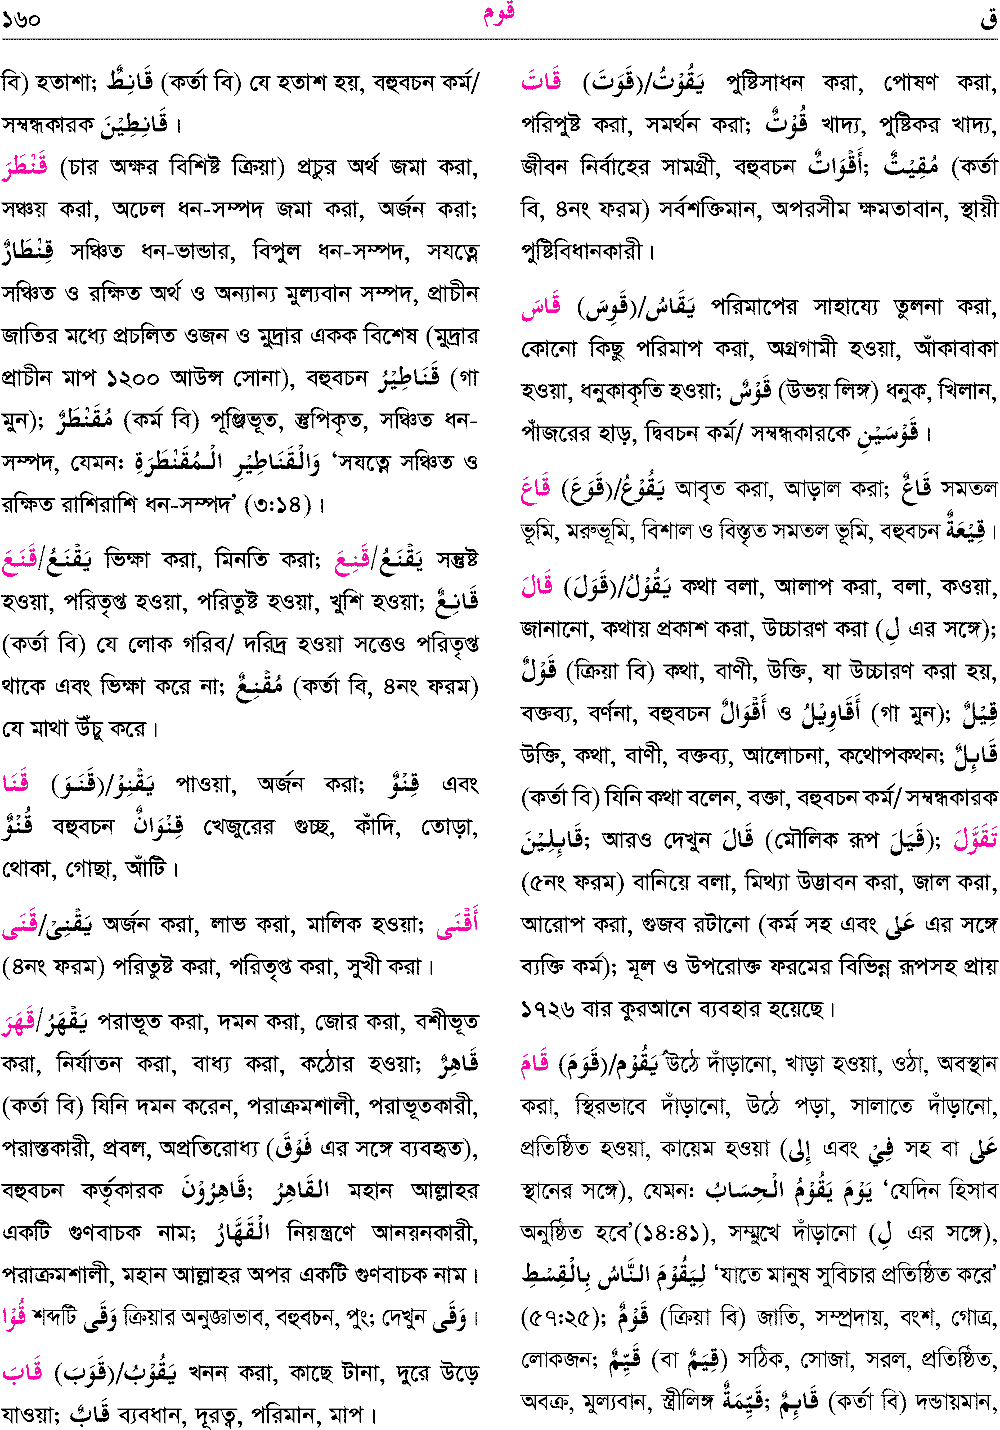 ১৬০ قوم ق
বি) হতাশা; قَانِطٌ (কর্তা বি) যে হতাশ হয়, বহুবচন কর্ম/
সম্বন্ধকারক قَانِطِيْنَ ।
قَنْطَرَ (চার অক্ষর বিশিষ্ট ক্রিয়া) প্রচুর অর্থ জমা করা,
সঞ্চয় করা, অঢেল ধন-সম্পদ জমা করা, অর্জন করা;
قِنْطَارٌ সঞ্চিত ধন-ভান্ডার, বিপুল ধন-সম্পদ, সযত্নে
সঞ্চিত ও রক্ষিত অর্থ ও অন্যান্য মুল্যবান সম্পদ, প্রাচীন
জাতির মধ্যে প্রচলিত ওজন ও মুদ্রার একক বিশেষ (মুদ্রার
প্রাচীন মাপ ১২০০ আউন্স সোনা), বহুবচন قَنَاطِيْرُ (গা
মুন); مُقَنْطَرٌ (কর্ম বি) পূঞ্জিভূত, স্তুপিকৃত, সঞ্চিত ধন-
সম্পদ, যেমন: وَالْقَنَاطِيْرِ الْمُقَنْطَرَةِ ‘সযত্নে সঞ্চিত ও
রক্ষিত রাশিরাশি ধন-সম্পদ’ (৩:১৪) ।
قَنَعَ/يَقْنَعُ ভিক্ষা করা, মিনতি করা; قَنِعَ/يَقْنَعُ সন্তুষ্ট
হওয়া, পরিতৃপ্ত হওয়া, পরিতুষ্ট হওয়া, খুশি হওয়া; قَانِعٌ
(কর্তা বি) যে লোক গরিব/ দরিদ্র হওয়া সত্তেও পরিতৃপ্ত
থাকে এবং ভিক্ষা করে না; مُقْنِعٌ (কর্তা বি, ৪নং ফরম)
যে মাথা উঁচু করে ।
قَنَا (قَنَوَ)/يَقْنِوْ পাওয়া, অর্জন করা; قِنْوٌ এবং
قُنْوٌ বহুবচন قِنْوَانٌ খেজুরের গুচ্ছ, কাঁদি, তোড়া,
থোকা, গোছা, আঁটি ।
قَنَى/يَقْنِيْ অর্জন করা, লাভ করা, মালিক হওয়া; أَقْنَى
(৪নং ফরম) পরিতুষ্ট করা, পরিতৃপ্ত করা, সুখী করা ।
قَهَرَ/يَقْهَرُ পরাভূত করা, দমন করা, জোর করা, বশীভূত
করা, নির্যাতন করা, বাধ্য করা, কঠোর হওয়া; قَاهِرٌ
(কর্তা বি) যিনি দমন করেন, পরাক্রমশালী, পরাভূতকারী,
পরাস্তকারী, প্রবল, অপ্রতিরোধ্য (فَوْقَ এর সঙ্গে ব্যবহৃত),
বহুবচন কর্তৃকারক قَاهِرُوْنَ; القَاهِرُ মহান আল্লাহর
একটি গুণবাচক নাম; الْقَهَّارُ নিয়ন্ত্রণে আনয়নকারী,
পরাক্রমশালী, মহান আল্লাহর অপর একটি গুণবাচক নাম ।
قُوْا শব্দটি وَقَى ক্রিয়ার অনুজ্ঞাভাব, বহুবচন, পুং; দেখুন وَقَى ।
قَابَ (قَوَبَ)/يَقُوْبُ খনন করা, কাছে টানা, দুরে উড়ে
যাওয়া; قَابٌ ব্যবধান, দূরত্ব, পরিমান, মাপ ।
قَاتَ (قَوَتَ)/يَقُوْتُ পুষ্টিসাধন করা, পোষণ করা,
পরিপুষ্ট করা, সমর্থন করা; قُوْتٌ খাদ্য, পুষ্টিকর খাদ্য,
জীবন নির্বাহের সামগ্রী, বহুবচন أَقْوَاتٌ; مُقِيْتٌ (কর্তা
বি, ৪নং ফরম) সর্বশক্তিমান, অপরসীম ক্ষমতাবান, স্থায়ী
পুষ্টিবিধানকারী ।
قَاسَ (قَوِسَ)/يَقَاسُ পরিমাপের সাহায্যে তুলনা করা,
কোনো কিছু পরিমাপ করা, অগ্রগামী হওয়া, আঁকাবাকা
হওয়া, ধনুকাকৃতি হওয়া; قَوْسٌ (উভয় লিঙ্গ) ধনুক, খিলান,
পাঁজরের হাড়, দ্বিবচন কর্ম/ সম্বন্ধকারকে قَوْسَيْنِ ।
قَاعَ (قَوَعَ)/يَقُوْعُ আবৃত করা, আড়াল করা; قَاعٌ সমতল
ভূমি, মরুভূমি, বিশাল ও বিস্তৃত সমতল ভূমি, বহুবচন قِيْعَةٌ ।
قَالَ (قَوَلَ)/يَقُوْلُ কথা বলা, আলাপ করা, বলা, কওয়া,
জানানো, কথায় প্রকাশ করা, উচ্চারণ করা (لِ এর সঙ্গে);
قَوْلٌ (ক্রিয়া বি) কথা, বাণী, উক্তি, যা উচ্চারণ করা হয়,
বক্তব্য, বর্ণনা, বহুবচন أَقْوَالٌ ও أَقَاوِيْلُ (গা মুন); قِيْلٌ
উক্তি, কথা, বাণী, বক্তব্য, আলোচনা, কথোপকথন; قَابِلٌ
(কর্তা বি) যিনি কথা বলেন, বক্তা, বহুবচন কর্ম/ সম্বন্ধকারক
قَابِلِيْنَ; আরও দেখুন قَالَ (মৌলিক রূপ قَيَلَ); تَقَوَّلَ
(৫নং ফরম) বানিয়ে বলা, মিথ্যা উদ্ভাবন করা, জাল করা,
আরোপ করা, গুজব রটানো (কর্ম সহ এবং عَلَى এর সঙ্গে
ব্যক্তি কর্ম); মূল ও উপরোক্ত ফরমের বিভিন্ন রূপসহ প্রায়
১৭২৬ বার কুরআনে ব্যবহার হয়েছে ।
قَامَ (قَوَمَ)/يَقُوْم উঠে দাঁড়ানো, খাড়া হওয়া, ওঠা, অবস্থান
করা, স্থিরভাবে দাঁড়ানো, উঠে পড়া, সালাতে দাঁড়ানো,
প্রতিষ্ঠিত হওয়া, কায়েম হওয়া (إِلى এবং فِيْ সহ বা عَلَى
স্থানের সঙ্গে), যেমন: يَوْمَ يَقُوْمُ الْحِسَابُ ‘যেদিন হিসাব
অনুষ্ঠিত হবে’(১৪:৪১), সম্মুখে দাঁড়ানো (لِ এর সঙ্গে),
لِيَقُوْمَ النَّاسُ بِالْقِسْطِ ‘যাতে মানুষ সুবিচার প্রতিষ্ঠিত করে’
(৫৭:২৫); قَوْمٌ (ক্রিয়া বি) জাতি, সম্প্রদায়, বংশ, গোত্র,
লোকজন; قَيِّمٌ (বা قِيَمٌ) সঠিক, সোজা, সরল, প্রতিষ্ঠিত,
অবক্র, মুল্যবান, স্ত্রীলিঙ্গ قَيِّمَةٌ; قَابِمٌ (কর্তা বি) দন্ডায়মান,